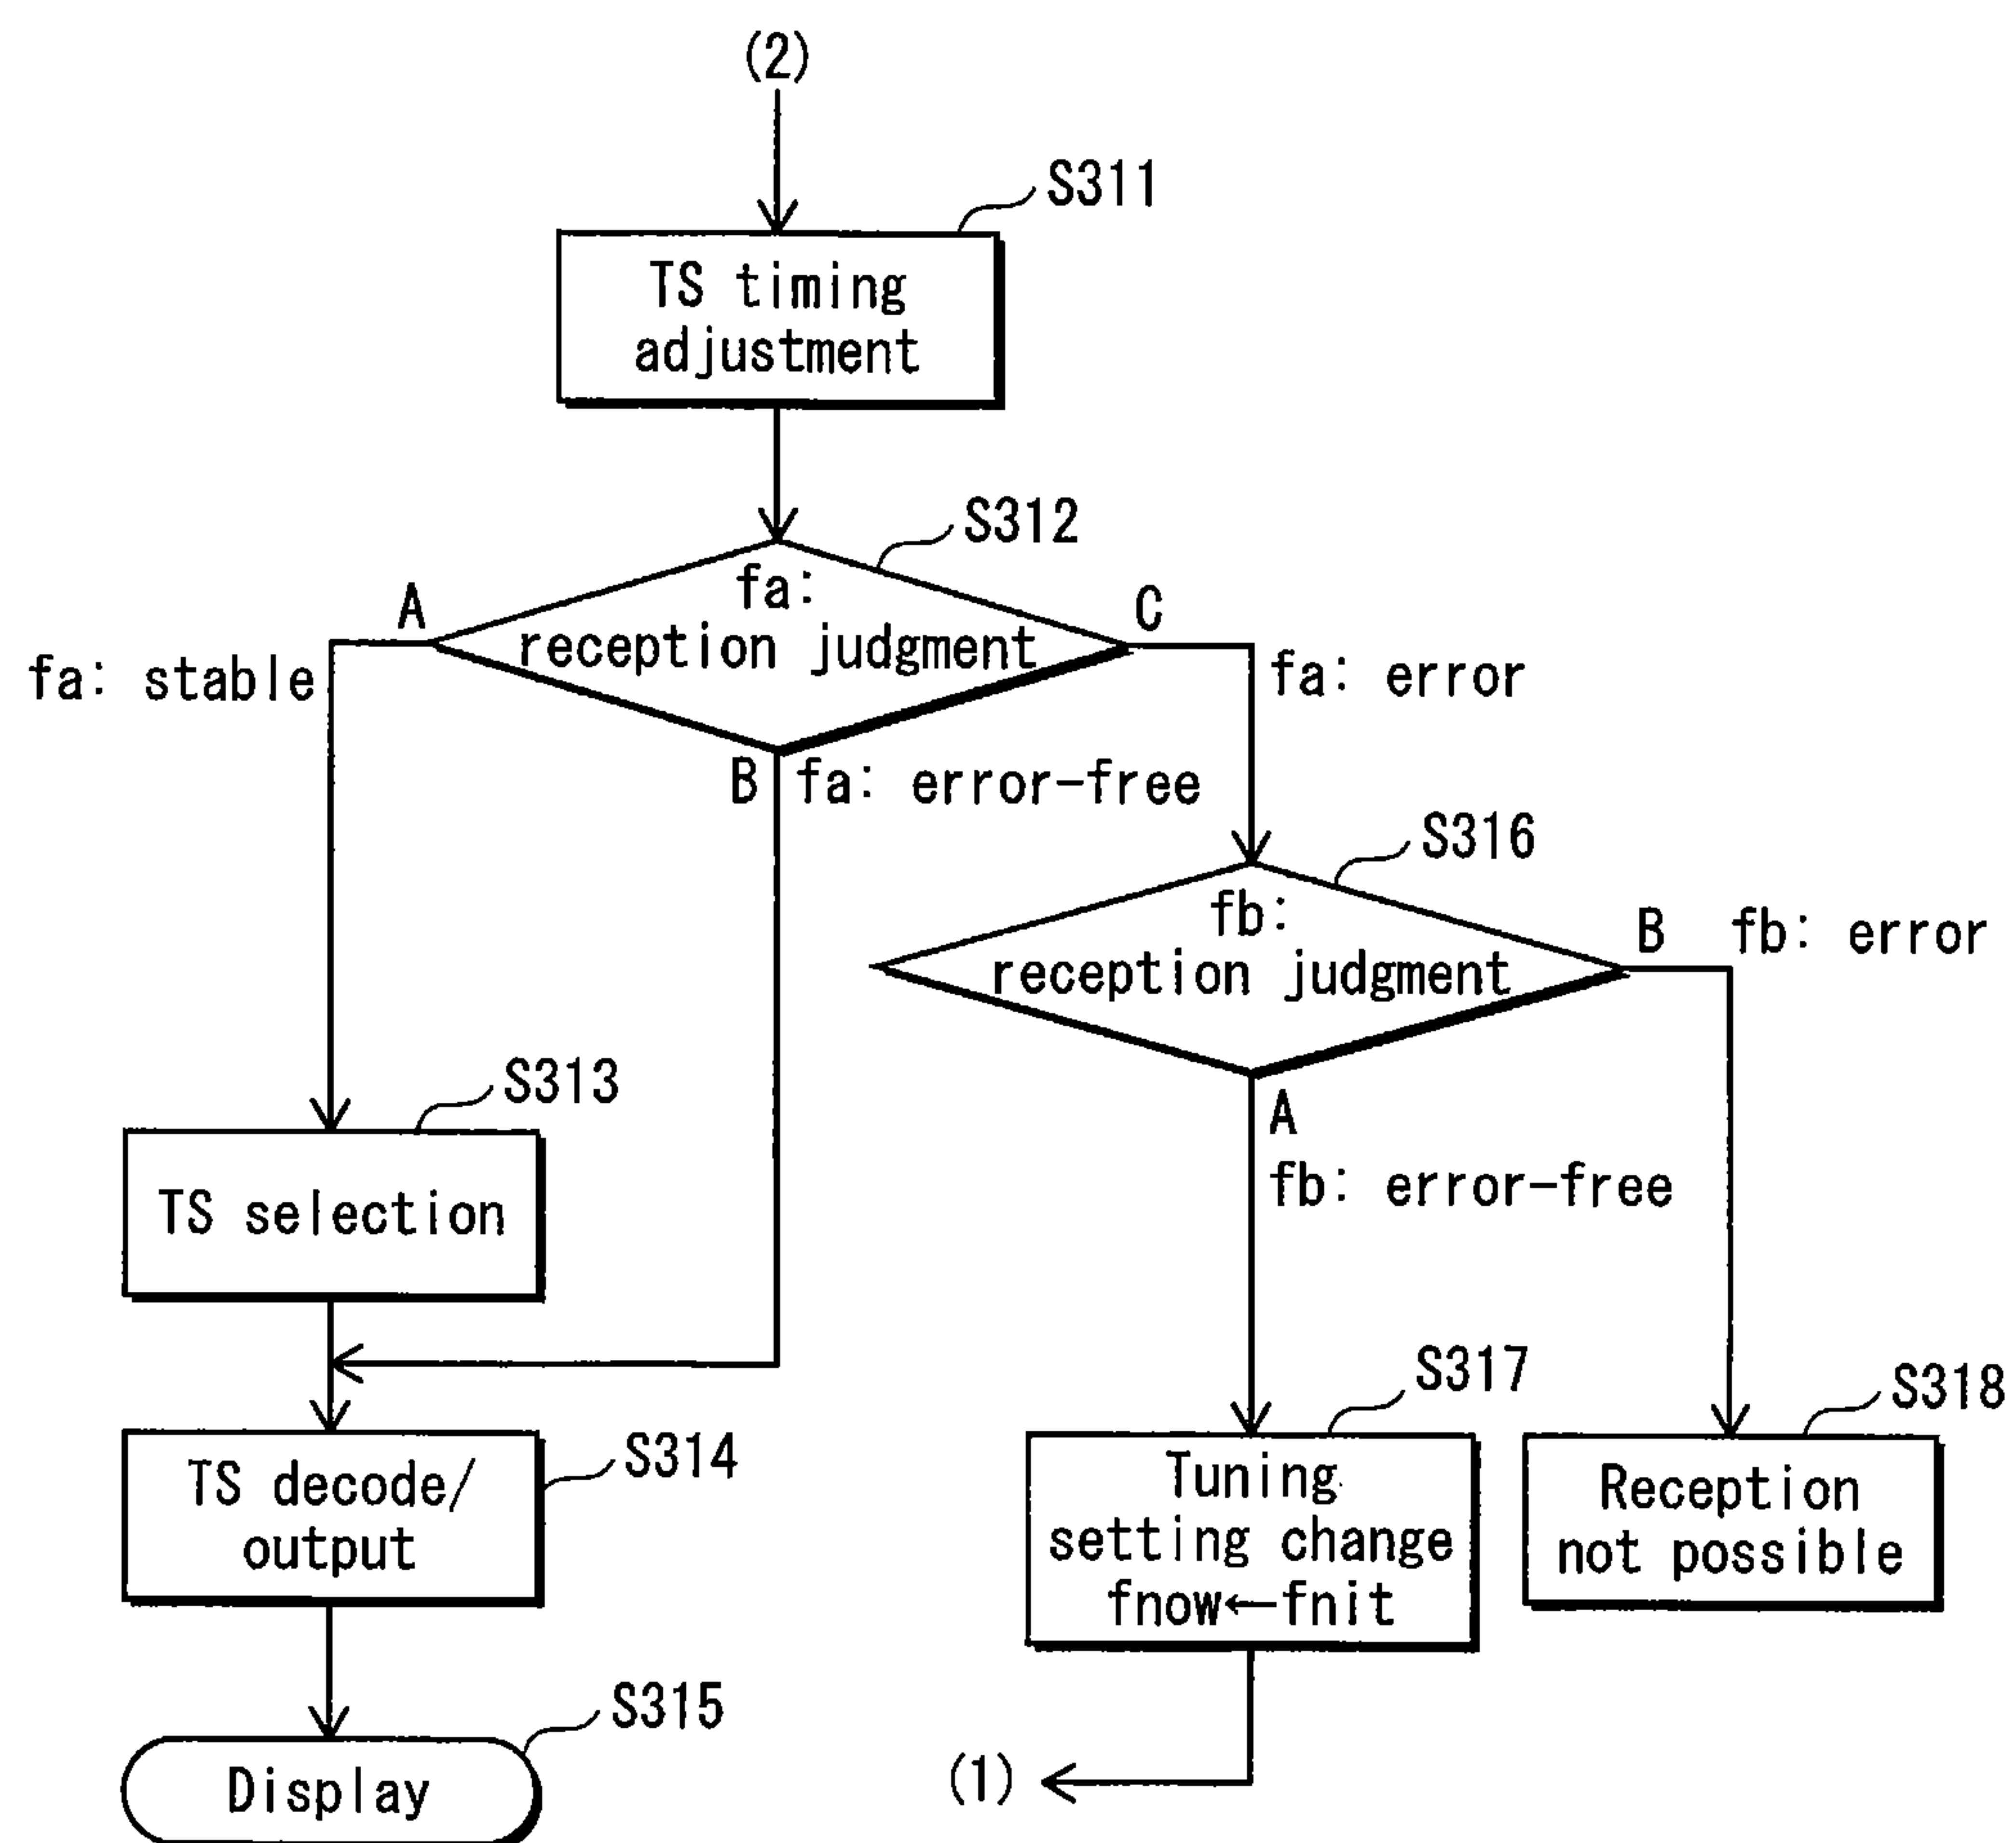 (2)
S311
TS timing
adjustment
S312
fa:
reception judgment
A
fa: stable
C
fa: error
B
fa: error-free
S316
fb:
reception judgment
B
fb: error
A
fb: error-free
S313
TS selection
S314
TS decode/
output
S317
Tuning
setting change
fnow←fnit
S318
Reception
not possible
S315
Display
(1)